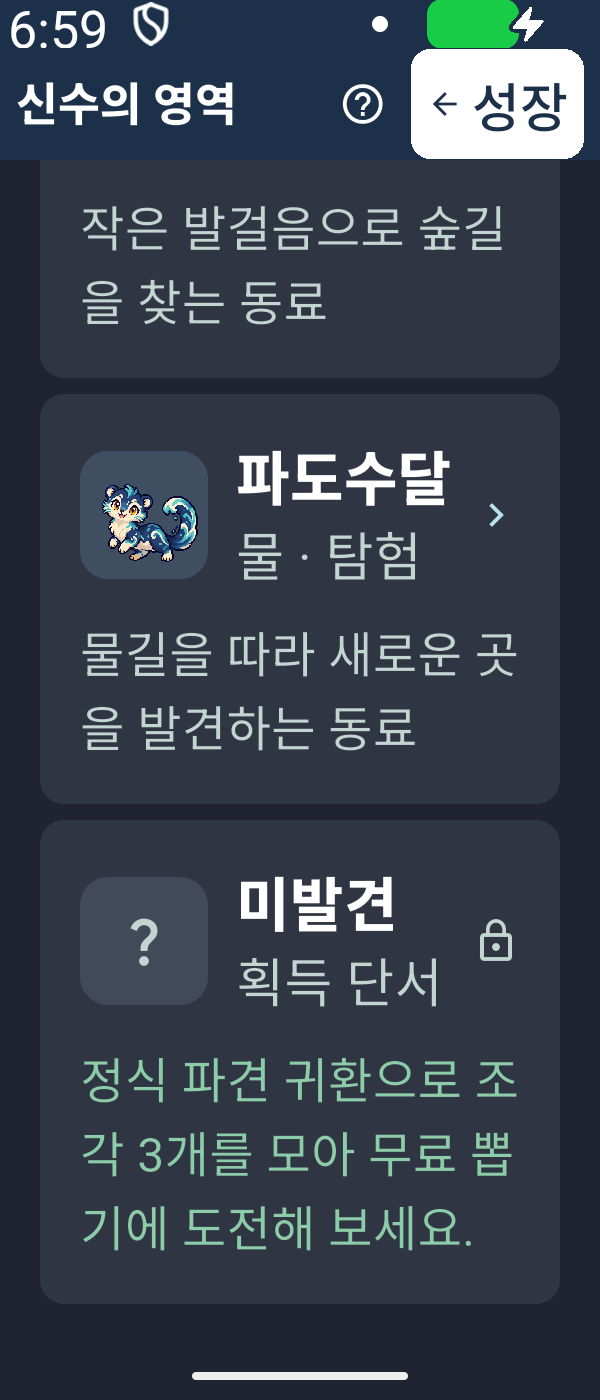 6:59
신수의 영역
← 성장
작은 발걸음으로 숲길
을 찾는 동료
파도수달
물 · 탐험
물길을 따라 새로운 곳
을 발견하는 동료
?
미발견
획득 단서
정식 파견 귀환으로 조
각 3개를 모아 무료 뽑
기에 도전해 보세요.